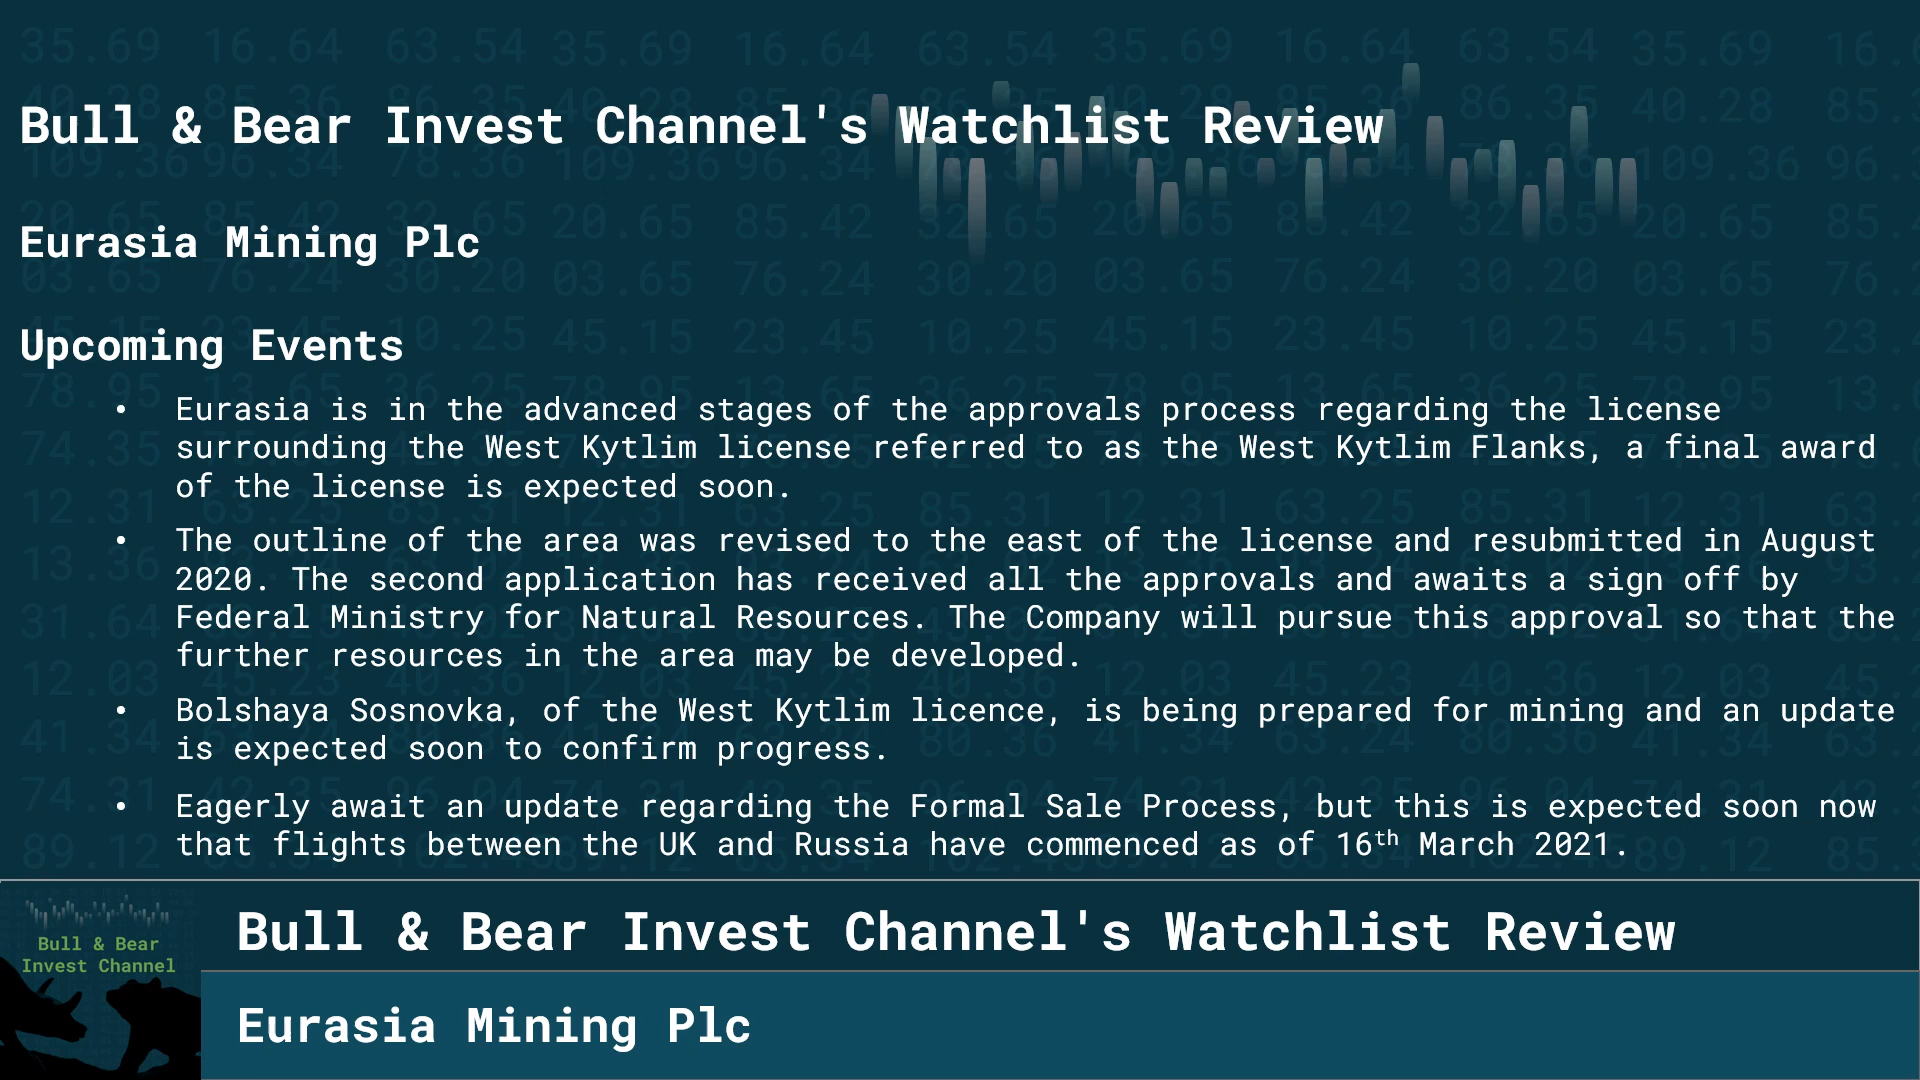 Bull & Bear Invest Channel's Watchlist Review
Eurasia Mining Plc
Upcoming Events
• Eurasia is in the advanced stages of the approvals process regarding the license
surrounding the West Kytlim license referred to as the West Kytlim Flanks, a final award
of the license is expected soon.
• The outline of the area was revised to the east of the license and resubmitted in August
2020. The second application has received all the approvals and awaits a sign off by
Federal Ministry for Natural Resources. The Company will pursue this approval so that the
further resources in the area may be developed.
• Bolshaya Sosnovka, of the West Kytlim licence, is being prepared for mining and an update
is expected soon to confirm progress.
• Eagerly await an update regarding the Formal Sale Process, but this is expected soon now
that flights between the UK and Russia have commenced as of 16th March 2021.
Bull & Bear
Invest Channel
Bull & Bear Invest Channel's Watchlist Review
Eurasia Mining Plc